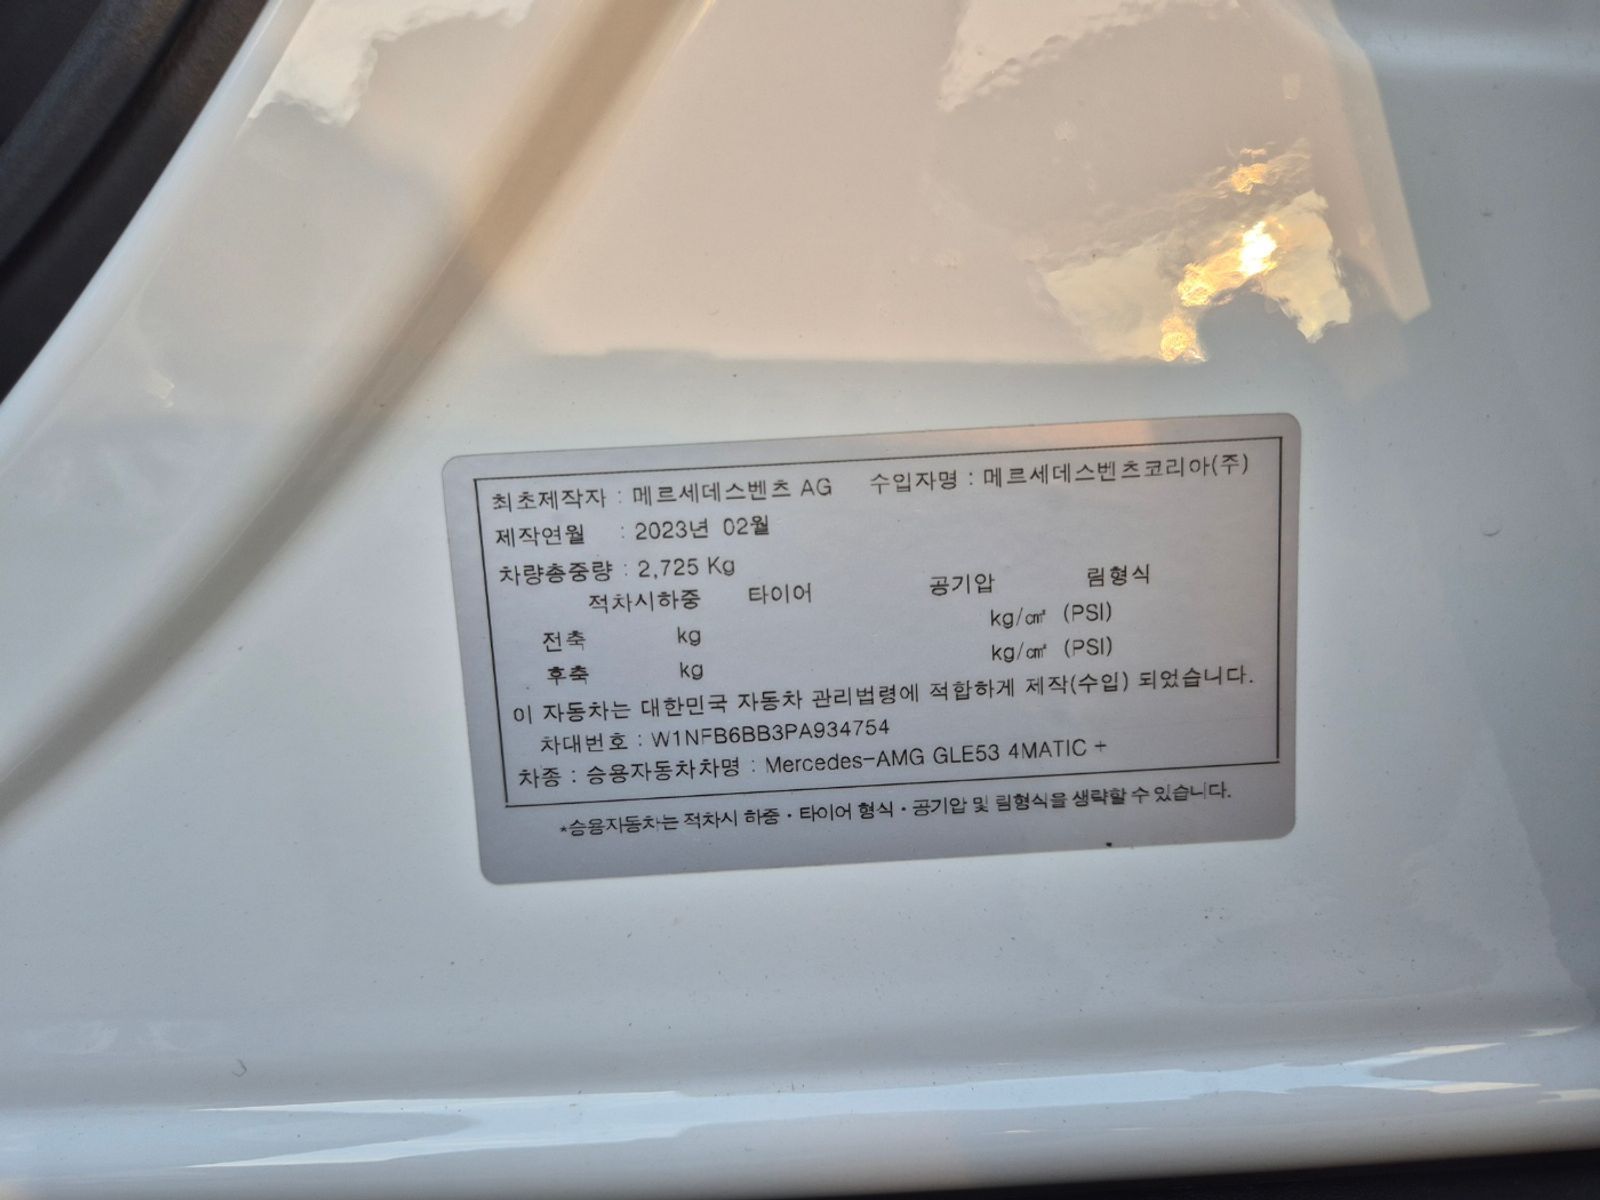 최초제작자 : 메르세데스벤츠 AG 수입자명 : 메르세데스벤츠코리아(주)
제작연월 : 2023년 02월
차량총중량 : 2,725 Kg
적차시하중 타이어 공기압 림형식
전축 kg kg/㎠ (PSI)
후축 kg kg/㎠ (PSI)
이 자동차는 대한민국 자동차 관리법령에 적합하게 제작(수입) 되었습니다.
차대번호 : W1NFB6BB3PA934754
차종 : 승용자동차차명 : Mercedes-AMG GLE53 4MATIC +
*승용자동차는 적차시 하중・타이어 형식・공기압 및 림형식을 생략할 수 있습니다.